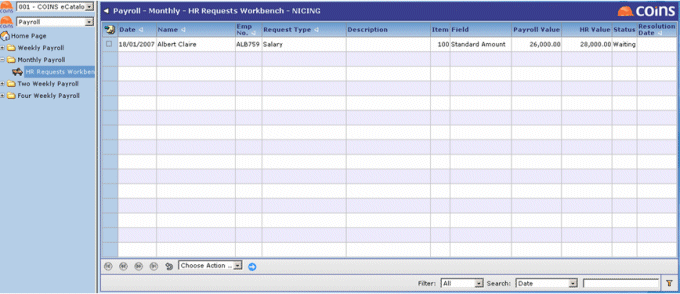 001 - COINS eCatalo
Payroll
Home Page
Weekly Payroll
Monthly Payroll
HR Requests Workben
Two Weekly Payroll
Four Weekly Payroll
Payroll - Monthly - HR Requests Workbench - NICING
COINS
Date Name Emp No. Request Type Description Item Field Payroll Value HR Value Status Resolution Date
18/01/2007 Albert Claire ALB759 Salary 100 Standard Amount 26,000.00 28,000.00 Waiting
Choose Action ..
Filter: All Search: Date